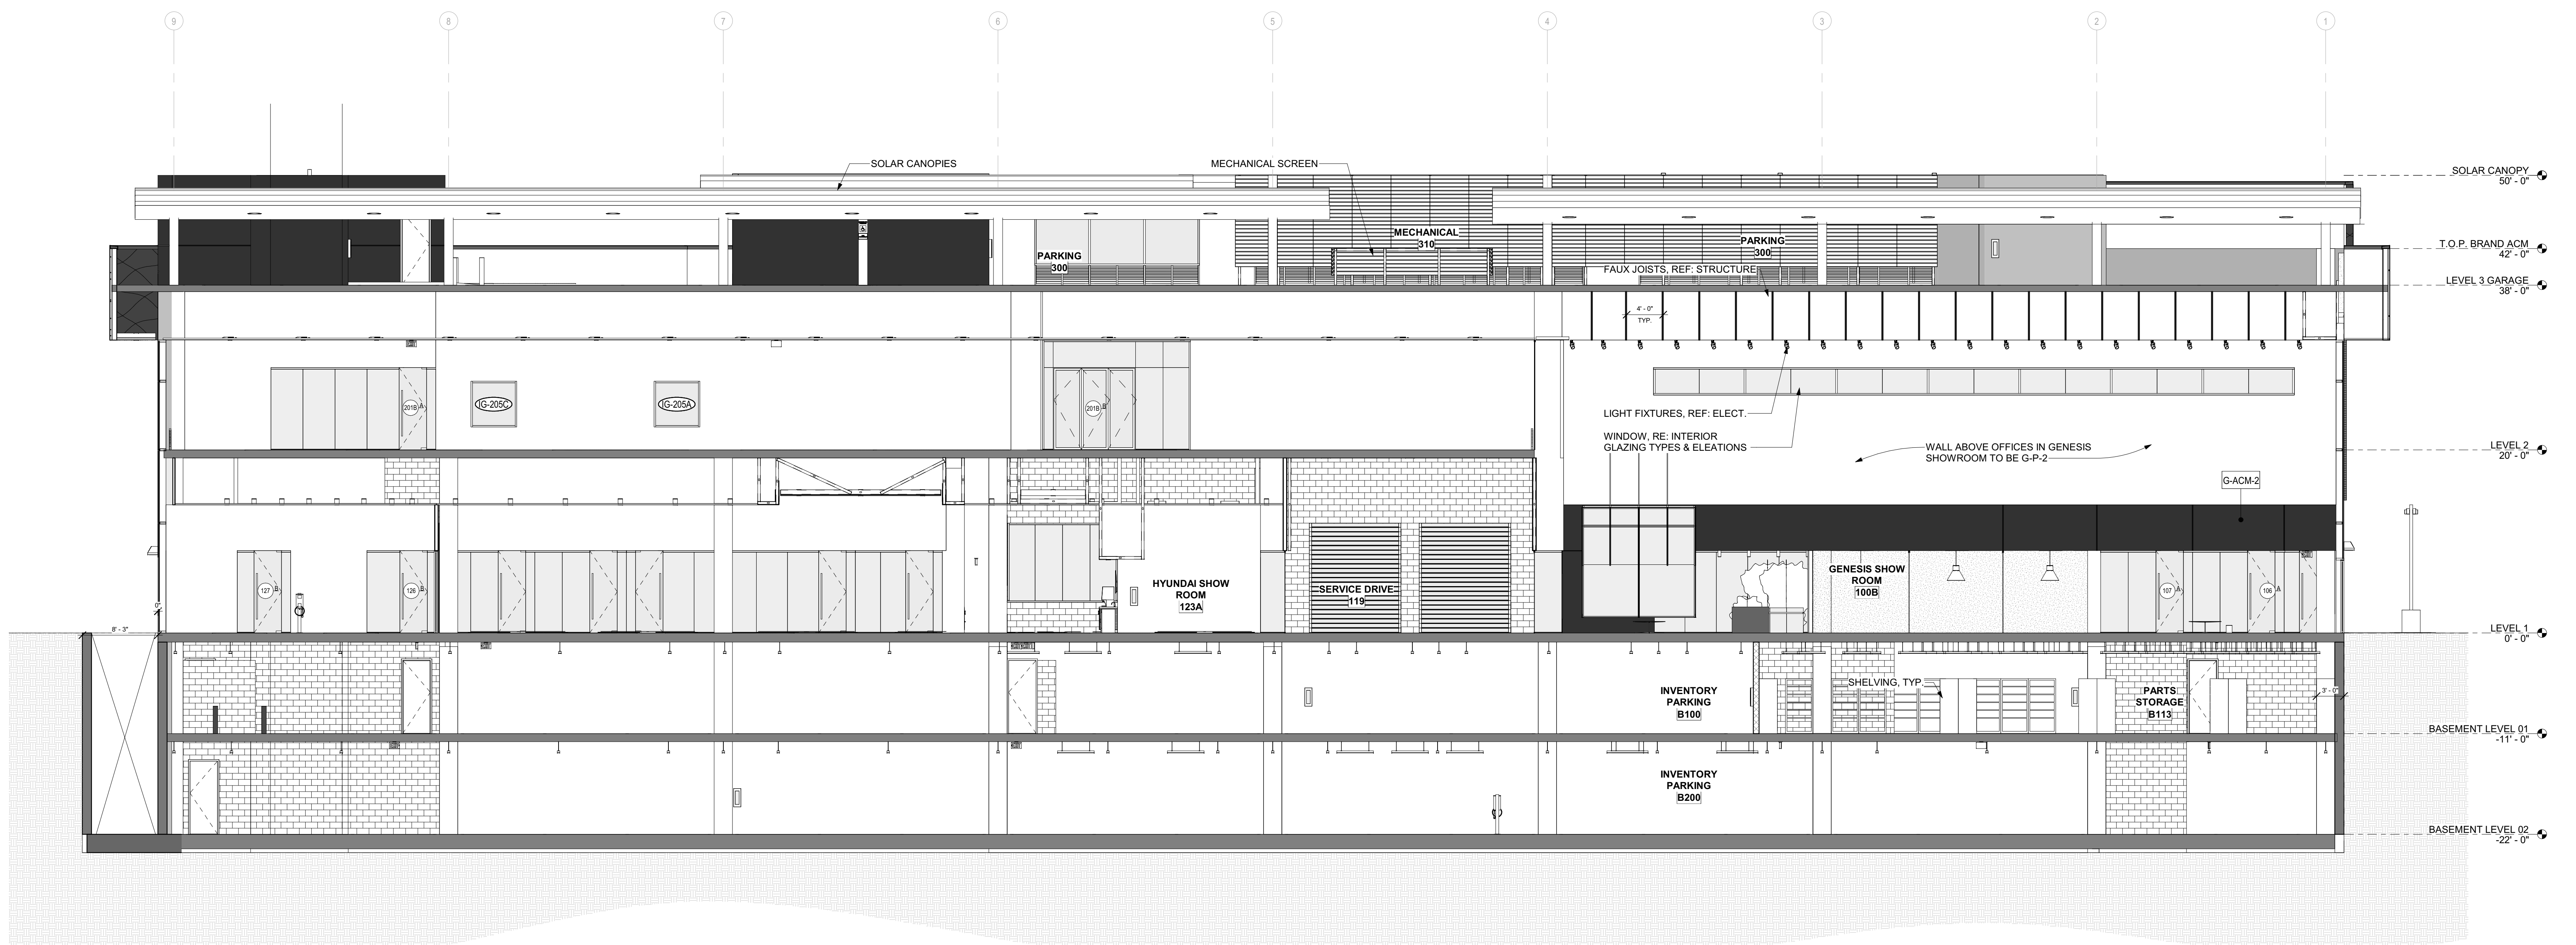 9 8 7 6 5 4 3 2 1
SOLAR CANOPIES
MECHANICAL SCREEN
SOLAR CANOPY
50' - 0"
MECHANICAL
310
PARKING
300
PARKING
300
T.O.P. BRAND ACM
42' - 0"
FAUX JOISTS, REF: STRUCTURE
LEVEL 3 GARAGE
38' - 0"
4' - 0"
TYP.
201B A
IG-205C
IG-205A
201B B
LIGHT FIXTURES, REF: ELECT.
WINDOW, RE: INTERIOR
GLAZING TYPES & ELEATIONS
WALL ABOVE OFFICES IN GENESIS
SHOWROOM TO BE G-P-2
LEVEL 2
20' - 0"
G-ACM-2
127 B
126 B
HYUNDAI SHOW
ROOM
123A
SERVICE DRIVE
119
GENESIS SHOW
ROOM
100B
107 A
106 A
0"
8' - 3"
LEVEL 1
0' - 0"
INVENTORY
PARKING
B100
SHELVING, TYP.
PARTS
STORAGE
B113
3' - 0"
BASEMENT LEVEL 01
-11' - 0"
INVENTORY
PARKING
B200
BASEMENT LEVEL 02
-22' - 0"